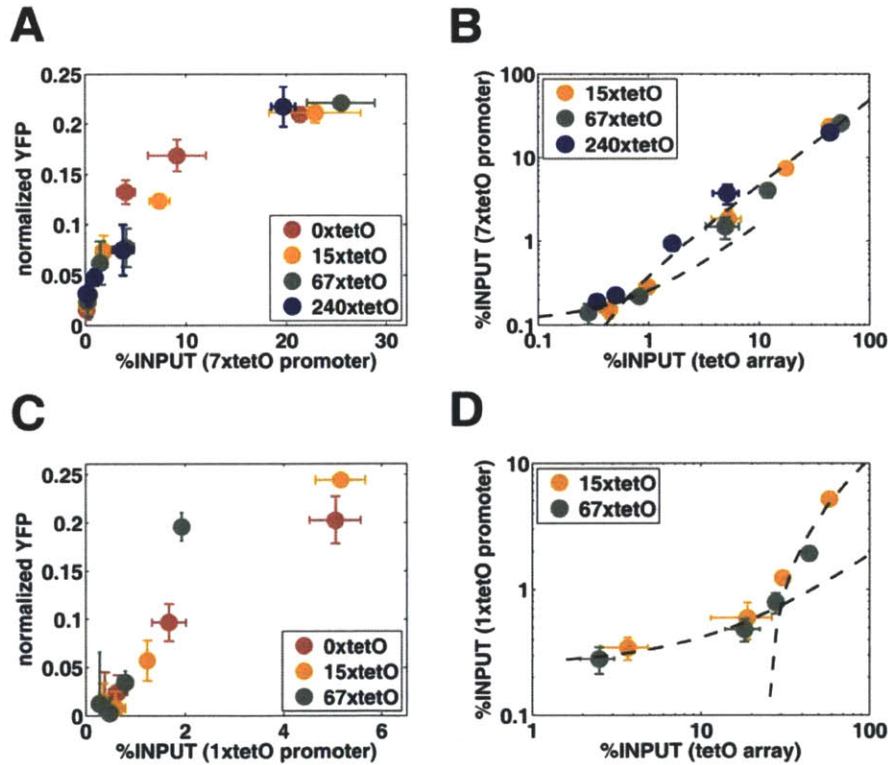 A
normalized YFP
0.25
0.2
0.15
0.1
0.05
0
0
10
20
30
%INPUT (7xtetO promoter)
0xtetO
15xtetO
67xtetO
240xtetO
B
%INPUT (7xtetO promoter)
100
10
1
0.1
0.1
1
10
100
%INPUT (tetO array)
15xtetO
67xtetO
240xtetO
C
normalized YFP
0.25
0.2
0.15
0.1
0.05
0
0
2
4
6
%INPUT (1xtetO promoter)
0xtetO
15xtetO
67xtetO
D
%INPUT (1xtetO promoter)
10
1
0.1
1
10
100
%INPUT (tetO array)
15xtetO
67xtetO